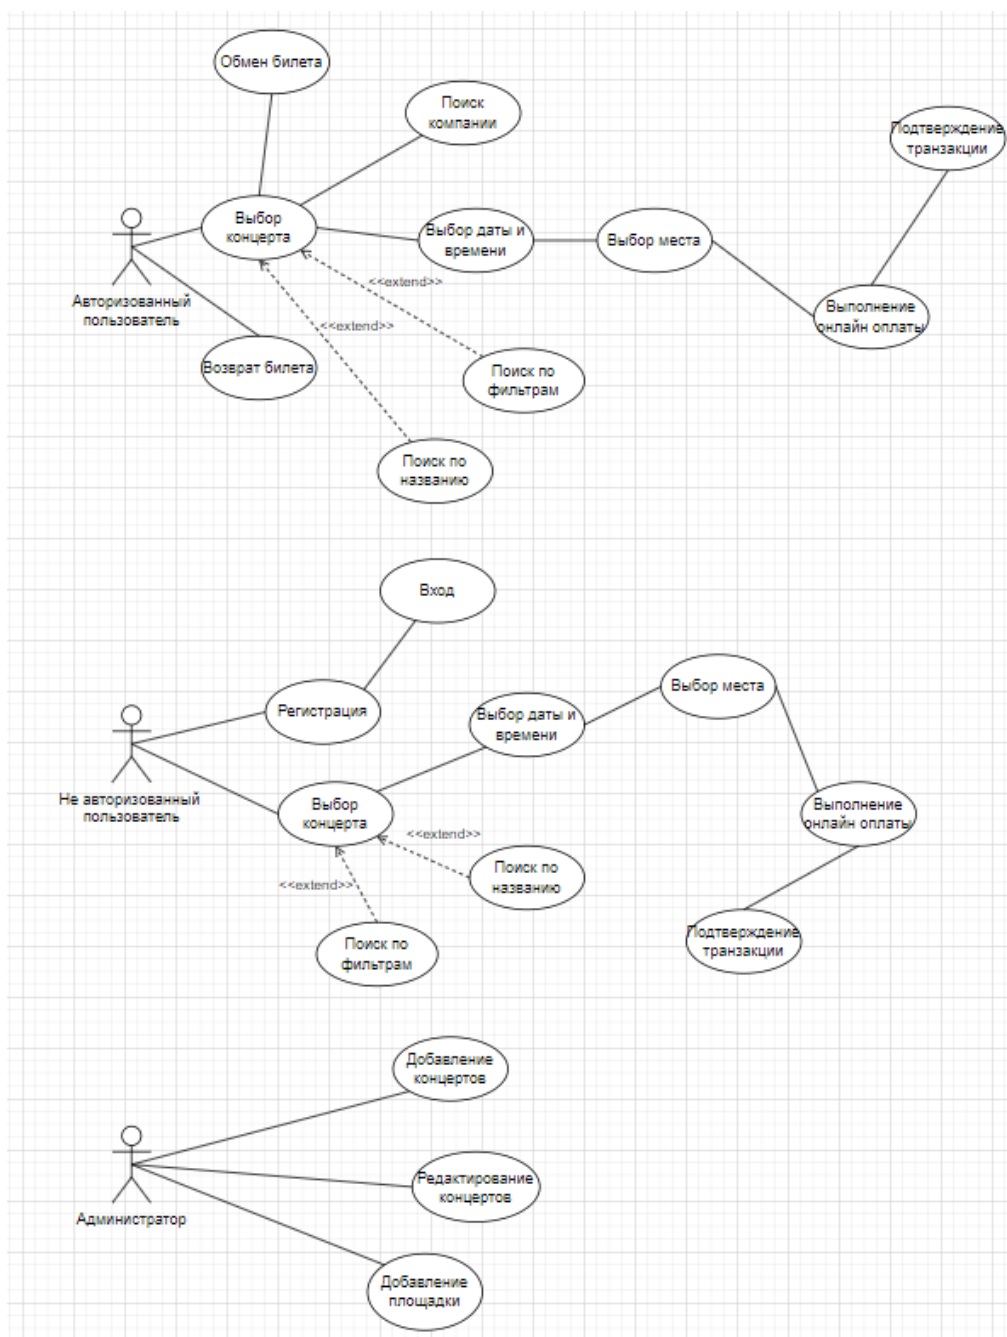 Обмен билета
Поиск
компании
Подтверждение
транзакции
Выбор
концерта
Выбор даты и
времени
Выбор места
<<extend>>
Авторизованный
пользователь
Выполнение
онлайн оплаты
<<extend>>
Возврат билета
Поиск по
фильтрам
Поиск по
названию
Вход
Выбор места
Регистрация
Выбор даты и
времени
Не авторизованный
пользователь
Выбор
концерта
Выполнение
онлайн оплаты
<<extend>>
Поиск по
названию
<<extend>>
Поиск по
фильтрам
Подтверждение
транзакции
Добавление
концертов
Редактирование
концертов
Администратор
Добавление
площадки